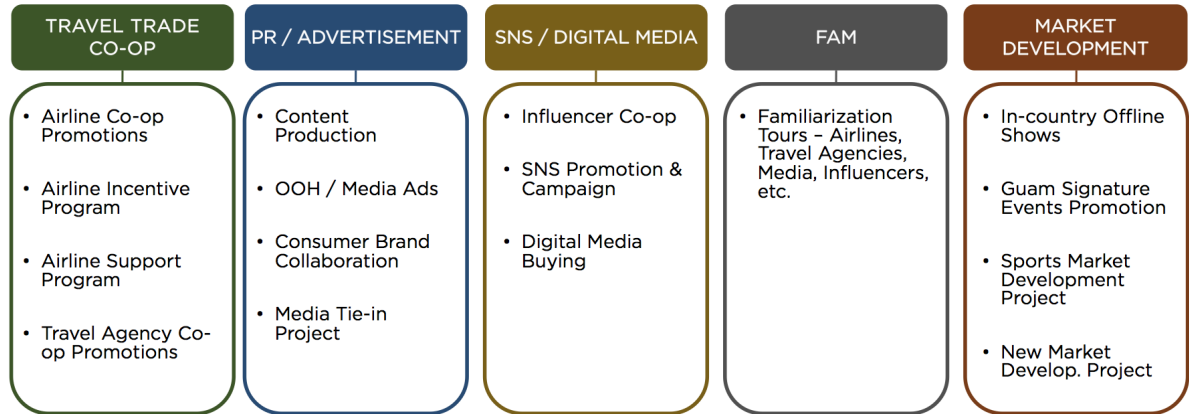 TRAVEL TRADE
CO-OP
• Airline Co-op
Promotions
• Airline Incentive
Program
• Airline Support
Program
• Travel Agency Co-
op Promotions
PR / ADVERTISEMENT
• Content
Production
• OOH / Media Ads
• Consumer Brand
Collaboration
• Media Tie-in
Project
SNS / DIGITAL MEDIA
• Influencer Co-op
• SNS Promotion &
Campaign
• Digital Media
Buying
FAM
• Familiarization
Tours – Airlines,
Travel Agencies,
Media, Influencers,
etc.
MARKET
DEVELOPMENT
• In-country Offline
Shows
• Guam Signature
Events Promotion
• Sports Market
Development
Project
• New Market
Develop. Project